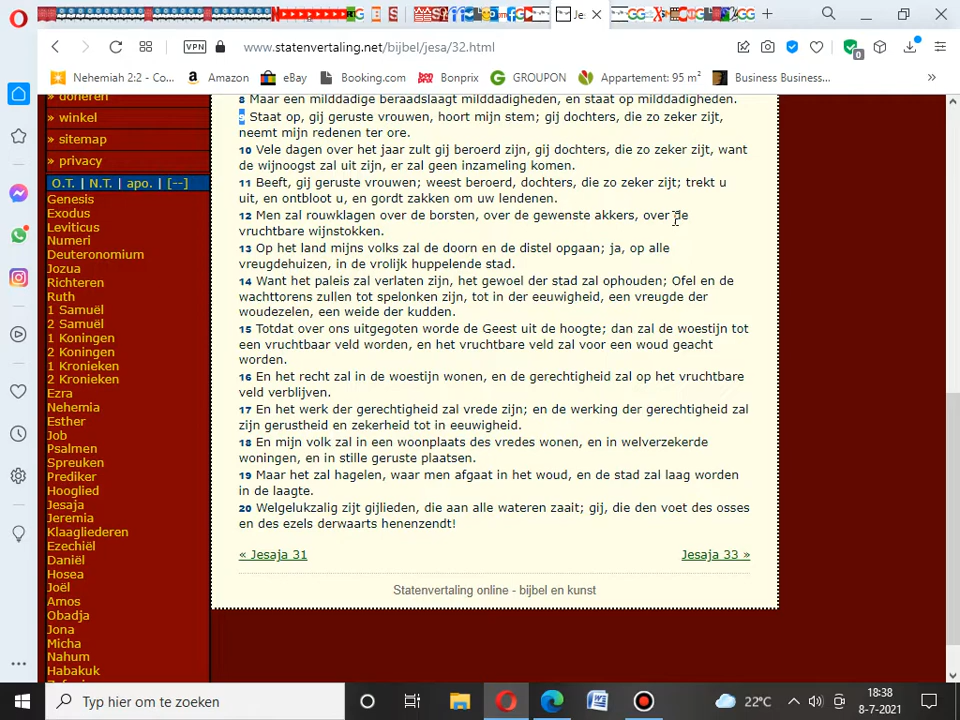 www.statenvertaling.net/bijbel/jesa/32.html
VPN
0
Nehemiah 2:2 - Co...
Amazon
eBay
Booking.com
Bonprix
GROUPON
Appartement: 95 m²
Business Business...
»
» doneren
» winkel
» sitemap
» privacy
O.T. | N.T. | apo. | [--]
Genesis
Exodus
Leviticus
Numeri
Deuteronomium
Jozua
Richteren
Ruth
1 Samuël
2 Samuël
1 Koningen
2 Koningen
1 Kronieken
2 Kronieken
Ezra
Nehemia
Esther
Job
Psalmen
Spreuken
Prediker
Hooglied
Jesaja
Jeremia
Klaagliederen
Ezechiël
Daniël
Hosea
Joël
Amos
Obadja
Jona
Micha
Nahum
Habakuk
8 Maar een milddadige beraadslaagt milddadigheden, en staat op milddadigheden.
9 Staat op, gij geruste vrouwen, hoort mijn stem; gij dochters, die zo zeker zijt,
neemt mijn redenen ter ore.
10 Vele dagen over het jaar zult gij beroerd zijn, gij dochters, die zo zeker zijt, want
de wijnoogst zal uit zijn, er zal geen inzameling komen.
11 Beeft, gij geruste vrouwen; weest beroerd, dochters, die zo zeker zijt; trekt u
uit, en ontbloot u, en gordt zakken om uw lendenen.
12 Men zal rouwklagen over de borsten, over de gewenste akkers, over de
vruchtbare wijnstokken.
13 Op het land mijns volks zal de doorn en de distel opgaan; ja, op alle
vreugdehuizen, in de vrolijk huppelende stad.
14 Want het paleis zal verlaten zijn, het gewoel der stad zal ophouden; Ofel en de
wachttorens zullen tot spelonken zijn, tot in der eeuwigheid, een vreugde der
woudezelen, een weide der kudden.
15 Totdat over ons uitgegoten worde de Geest uit de hoogte; dan zal de woestijn tot
een vruchtbaar veld worden, en het vruchtbare veld zal voor een woud geacht
worden.
16 En het recht zal in de woestijn wonen, en de gerechtigheid zal op het vruchtbare
veld verblijven.
17 En het werk der gerechtigheid zal vrede zijn; en de werking der gerechtigheid zal
zijn gerustheid en zekerheid tot in eeuwigheid.
18 En mijn volk zal in een woonplaats des vredes wonen, en in welverzekerde
woningen, en in stille geruste plaatsen.
19 Maar het zal hagelen, waar men afgaat in het woud, en de stad zal laag worden
in de laagte.
20 Welgelukzalig zijt gijlieden, die aan alle wateren zaait; gij, die den voet des osses
en des ezels derwaarts henenzendt!
« Jesaja 31
Jesaja 33 »
Statenvertaling online - bijbel en kunst
Typ hier om te zoeken
22°C
18:38
8-7-2021